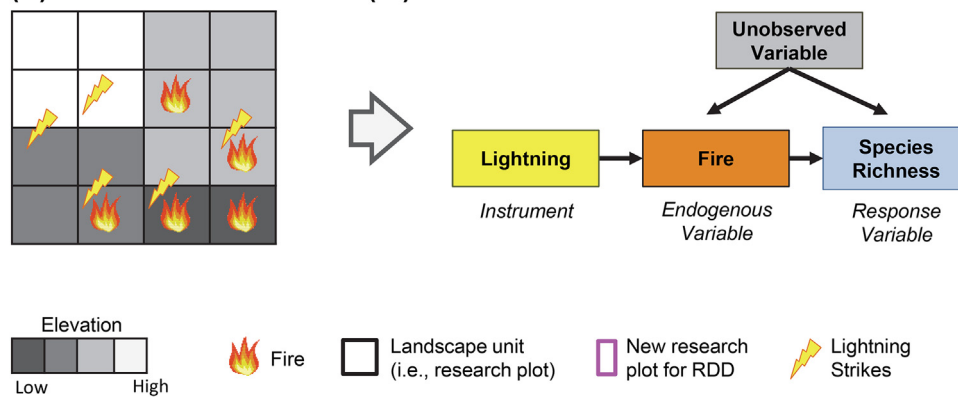 Unobserved
Variable
Lightning
Fire
Species
Richness
Instrument
Endogenous
Variable
Response
Variable
Elevation
Low
High
Fire
Landscape unit
(i.e., research plot)
New research
plot for RDD
Lightning
Strikes